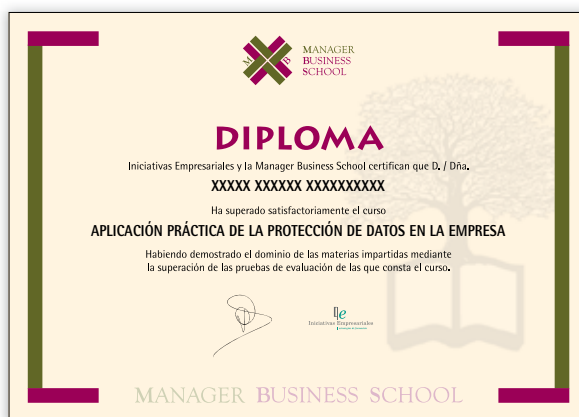 M B
MANAGER
BUSINESS
SCHOOL
DIPLOMA
Iniciativas Empresariales y la Manager Business School certifican que D. / Dña.
XXXXX XXXXXX XXXXXXXXXX
Ha superado satisfactoriamente el curso
APLICACIÓN PRÁCTICA DE LA PROTECCIÓN DE DATOS EN LA EMPRESA
Habiendo demostrado el dominio de las materias impartidas mediante
la superación de las pruebas de evaluación de las que consta el curso.
Ie
Iniciativas Empresariales
MANAGER BUSINESS SCHOOL